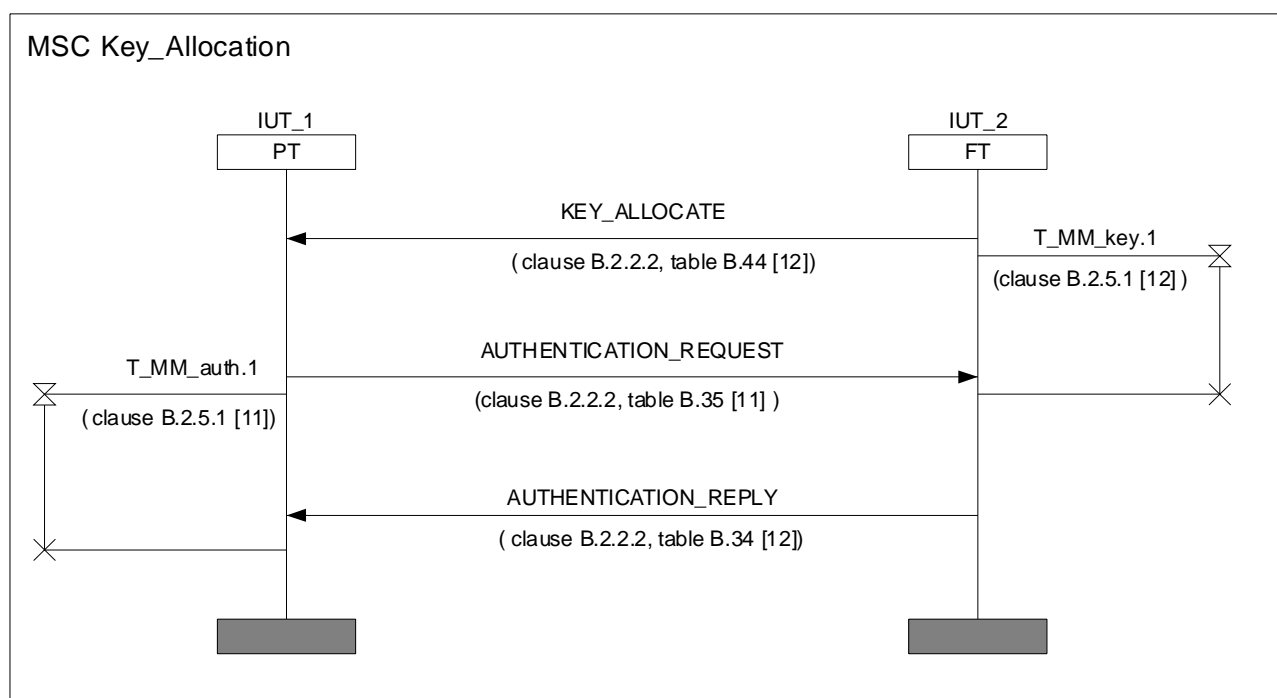 MSC Key_Allocation
IUT_1
IUT_2
PT
FT
KEY_ALLOCATE
T_MM_key.1
( clause B.2.2.2, table B.44 [12])
(clause B.2.5.1 [12] )
AUTHENTICATION_REQUEST
T_MM_auth.1
(clause B.2.2.2, table B.35 [11] )
( clause B.2.5.1 [11])
AUTHENTICATION_REPLY
( clause B.2.2.2, table B.34 [12])